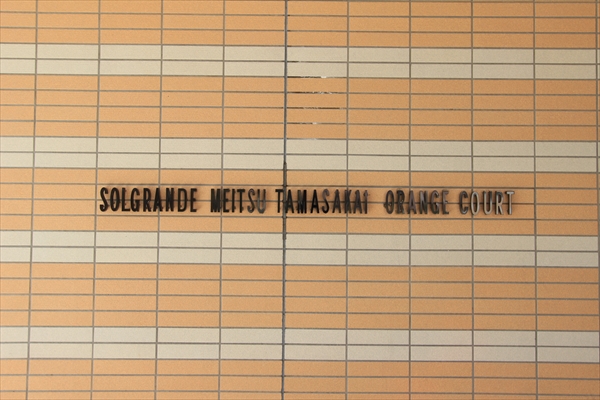 SOLGRANDE MEITSU TAMASAKAI ORANGE COURT